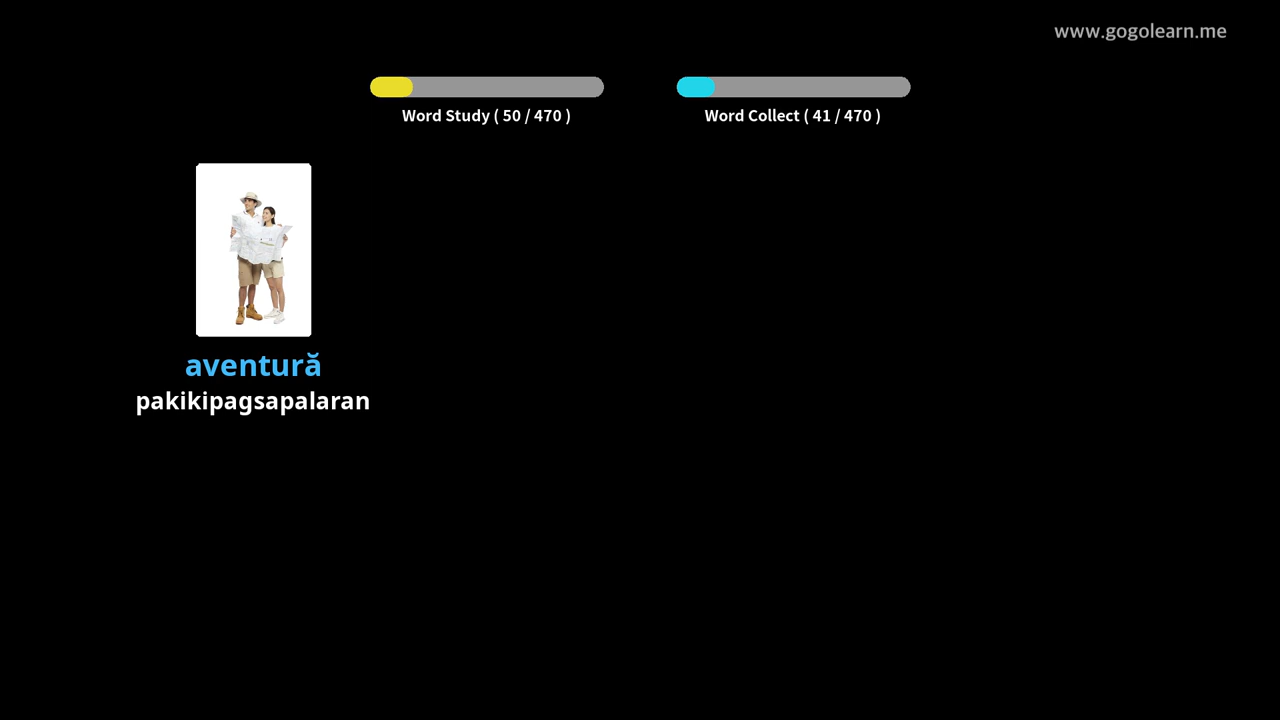 www.gogolearn.me
Word Study ( 50 / 470 )
Word Collect ( 41 / 470 )
aventură
pakikipagsapalaran